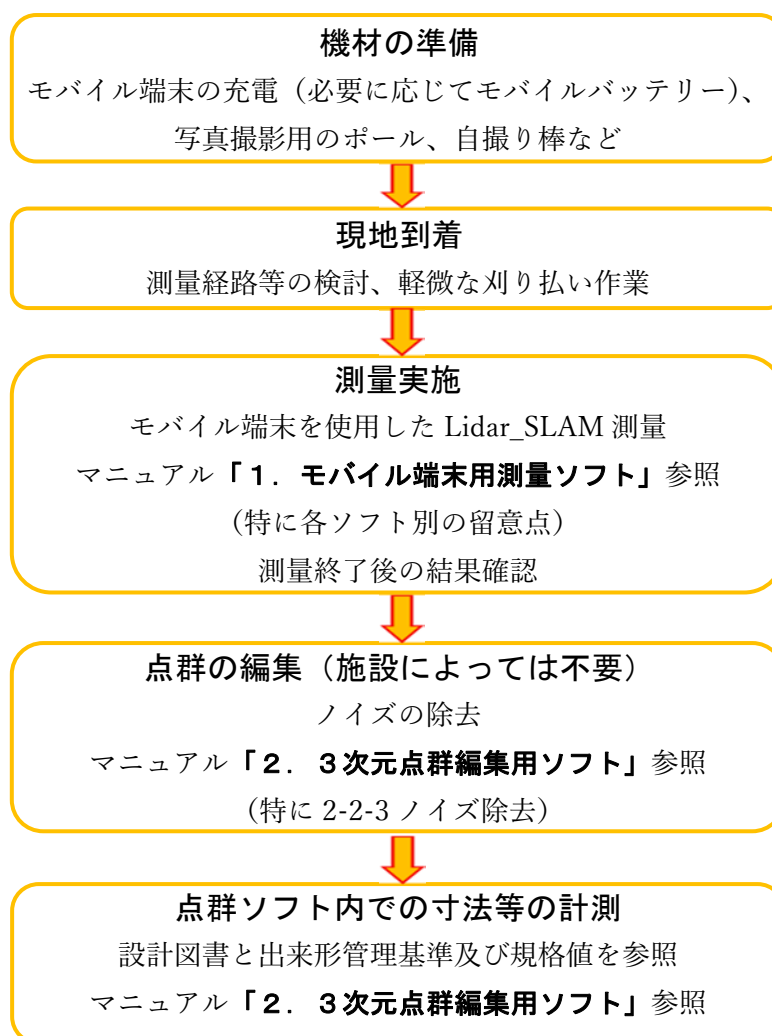 機材の準備
モバイル端末の充電（必要に応じてモバイルバッテリー）、
写真撮影用のポール、自撮り棒など
現地到着
測量経路等の検討、軽微な刈り払い作業
測量実施
モバイル端末を使用した Lidar_SLAM 測量
マニュアル「１．モバイル端末用測量ソフト」参照
（特に各ソフト別の留意点）
測量終了後の結果確認
点群の編集（施設によっては不要）
ノイズの除去
マニュアル「２．３次元点群編集用ソフト」参照
（特に 2-2-3 ノイズ除去）
点群ソフト内での寸法等の計測
設計図書と出来形管理基準及び規格値を参照
マニュアル「２．３次元点群編集用ソフト」参照